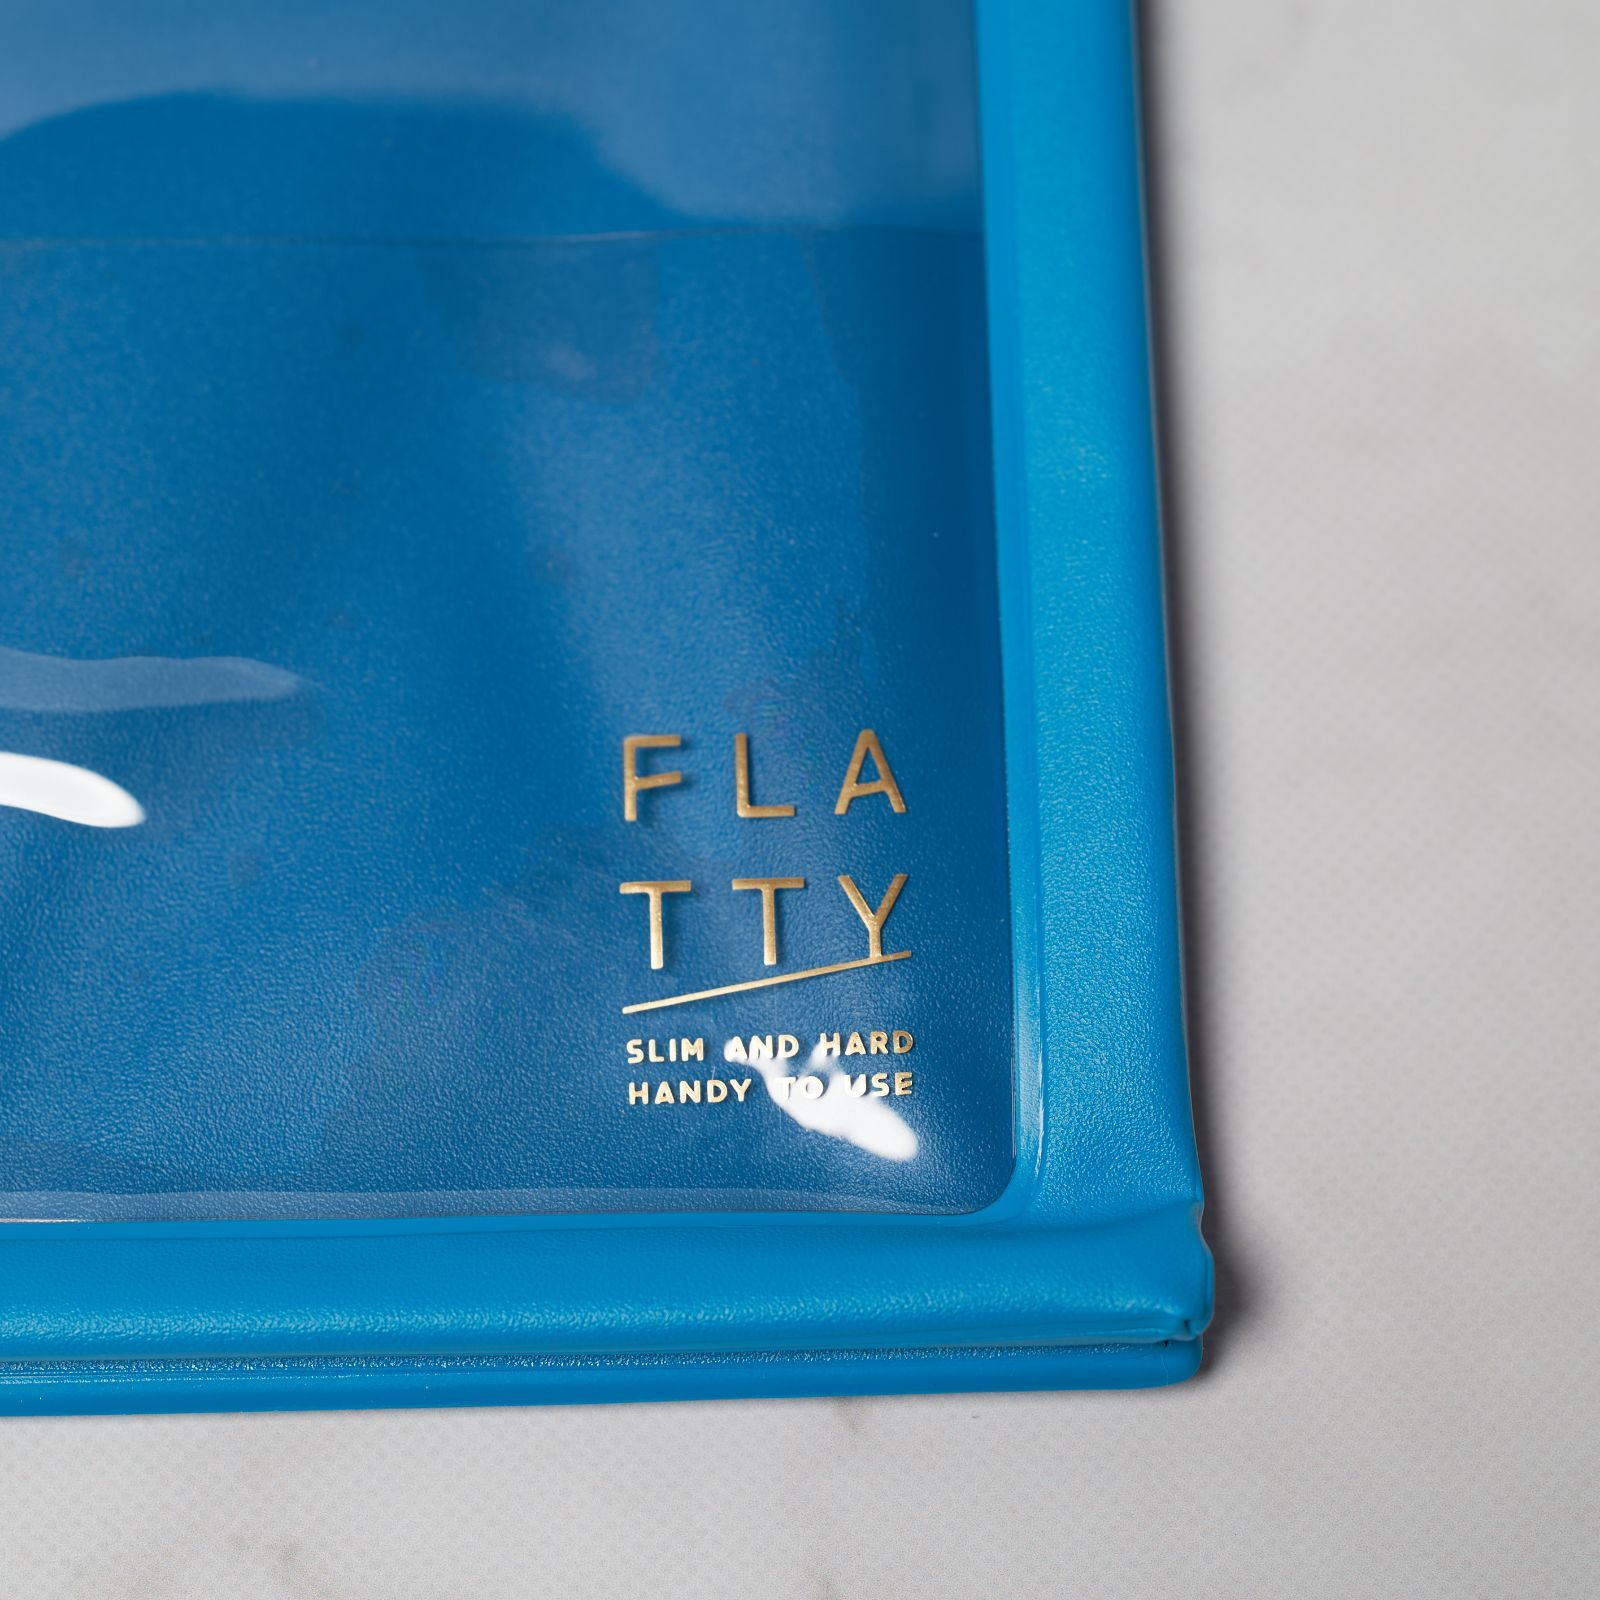 FLA
TTY
SLIM AND HARD
HANDY TO USE